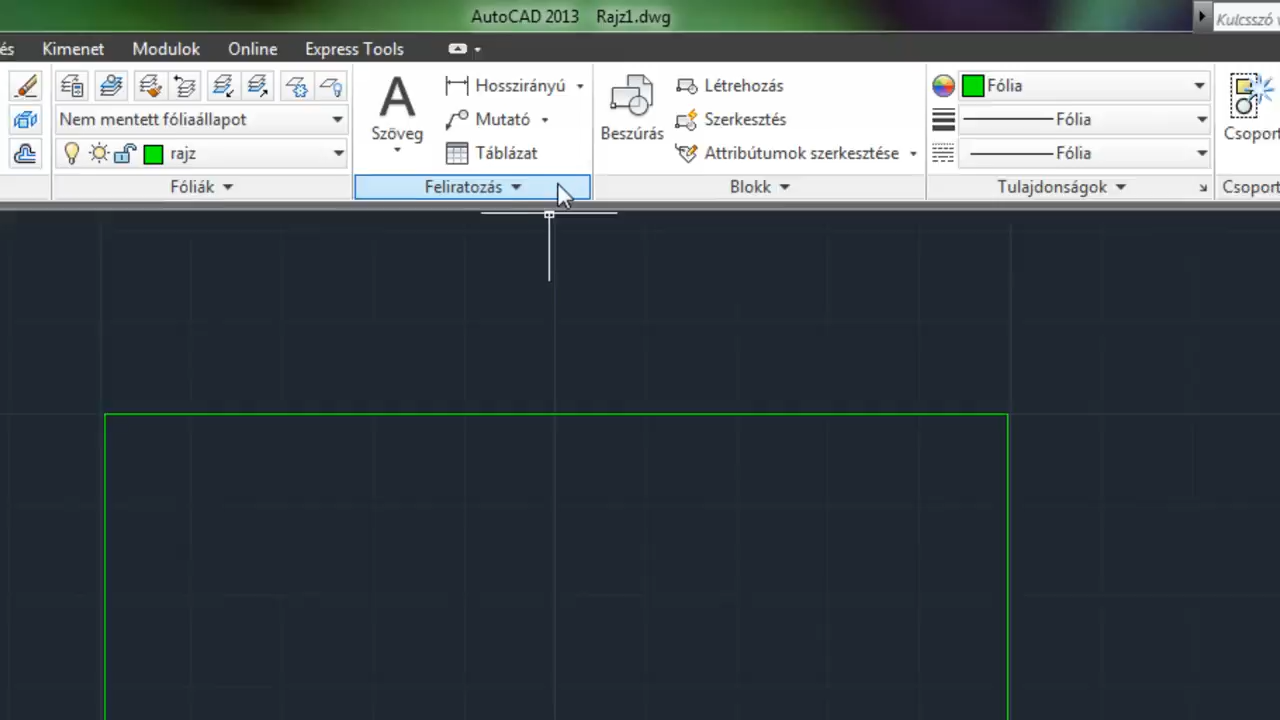 AutoCAD 2013 Rajz1.dwg
Kulcsszó v
és Kimenet Modulok Online Express Tools
Nem mentett fóliaállapot
rajz
Fóliák
A
Szöveg
Hosszirányú
Mutató
Táblázat
Feliratozás
Beszúrás
Létrehozás
Szerkesztés
Attribútumok szerkesztése
Blokk
Fólia
Fólia
Fólia
Tulajdonságok
Csoport
Csoport